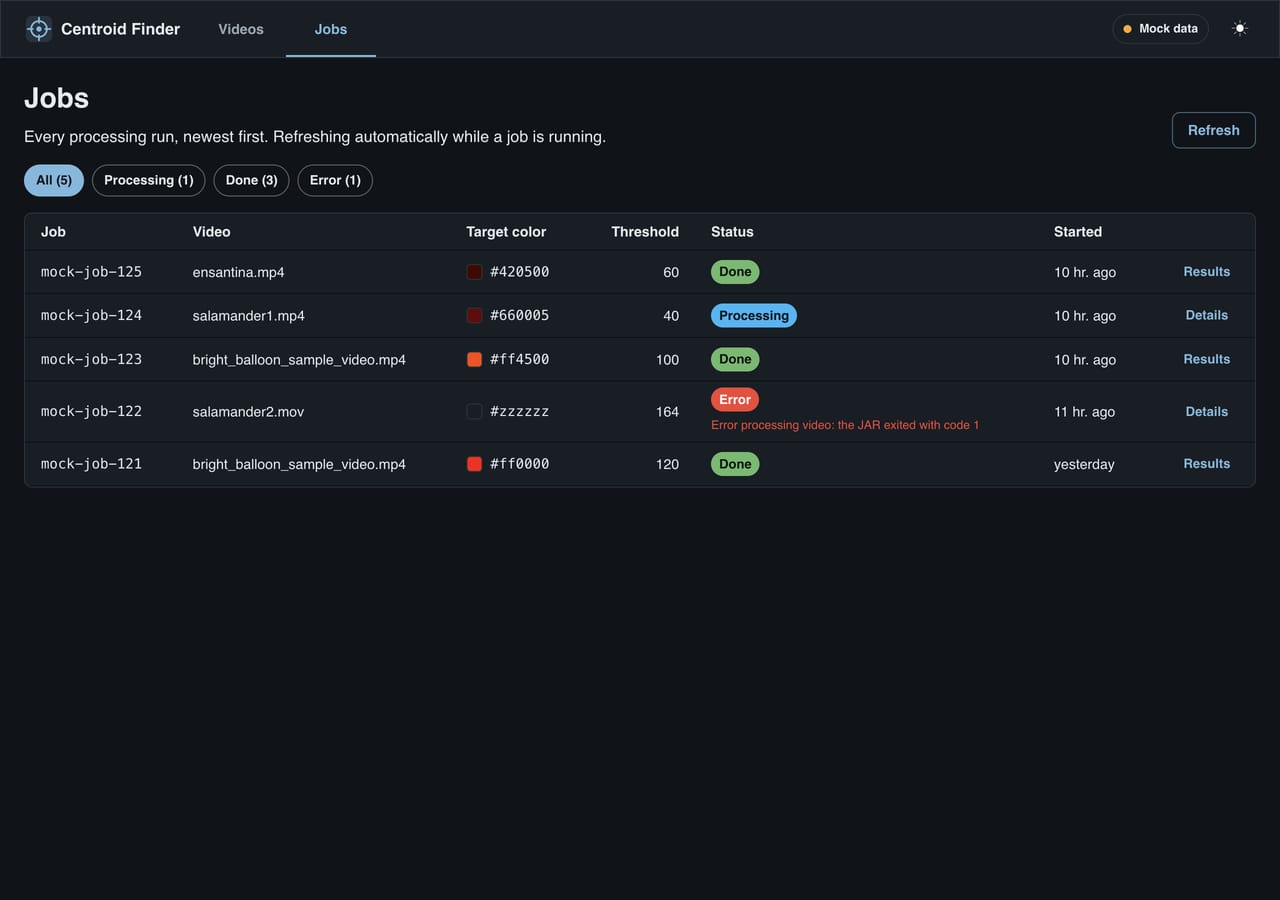 Centroid Finder Videos Jobs Mock data
Jobs
Every processing run, newest first. Refreshing automatically while a job is running.
Refresh
All (5) Processing (1) Done (3) Error (1)
Job Video Target color Threshold Status Started
mock-job-125 ensantina.mp4 #420500 60 Done 10 hr. ago Results
mock-job-124 salamander1.mp4 #660005 40 Processing 10 hr. ago Details
mock-job-123 bright_balloon_sample_video.mp4 #ff4500 100 Done 10 hr. ago Results
mock-job-122 salamander2.mov #zzzzzz 164 Error 11 hr. ago Details
Error processing video: the JAR exited with code 1
mock-job-121 bright_balloon_sample_video.mp4 #ff0000 120 Done yesterday Results